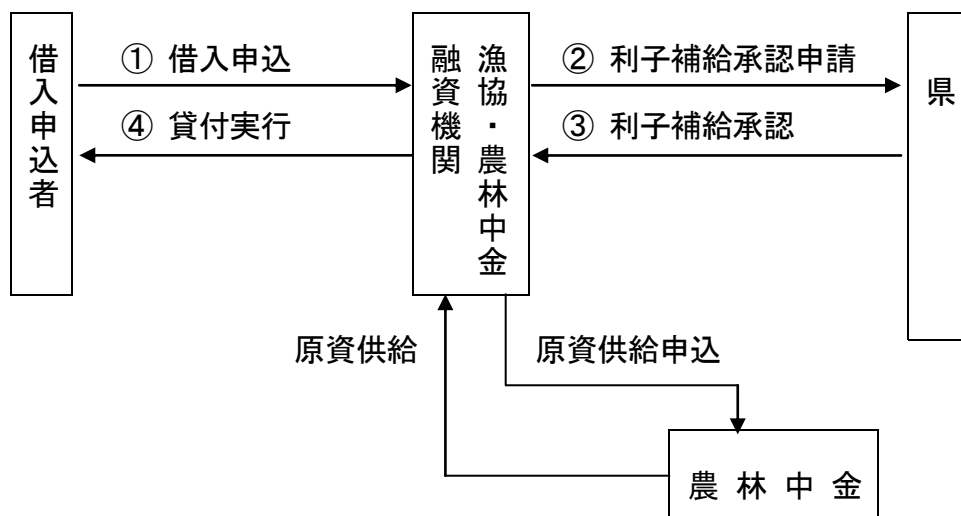 借入申込者
① 借入申込
④ 貸付実行
漁協・農林中金
融資機関
② 利子補給承認申請
③ 利子補給承認
県
原資供給
原資供給申込
農林中金